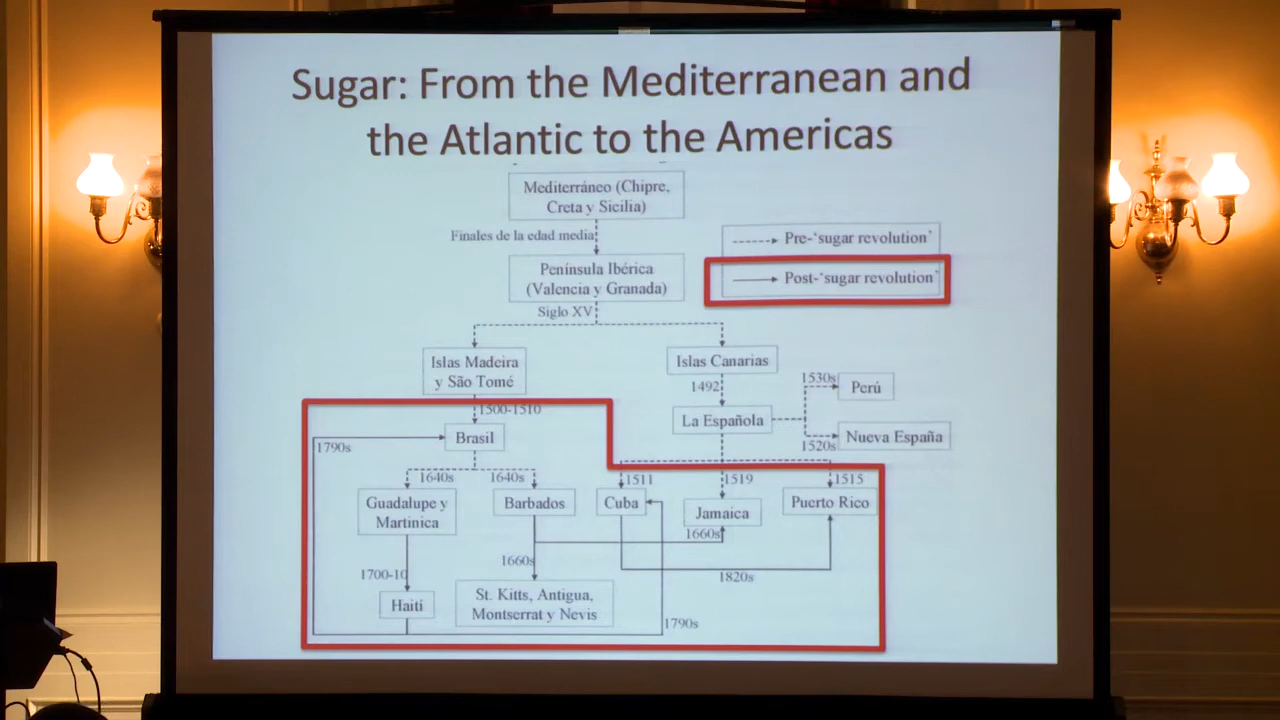 Sugar: From the Mediterranean and
the Atlantic to the Americas
Mediterráneo (Chipre,
Creta y Sicilia)
Finales de la edad media
Pre-‘sugar revolution’
Península Ibérica
(Valencia y Granada)
Post-‘sugar revolution’
Siglo XV
Islas Madeira
y São Tomé
Islas Canarias
1492
1530s
Perú
1500-1510
La Española
Brasil
1520s
Nueva España
1790s
1640s
1640s
1511
1519
1515
Guadalupe y
Martinica
Barbados
Cuba
Jamaica
Puerto Rico
1660s
1660s
1700-10
1820s
Haití
St. Kitts, Antigua,
Montserrat y Nevis
1790s